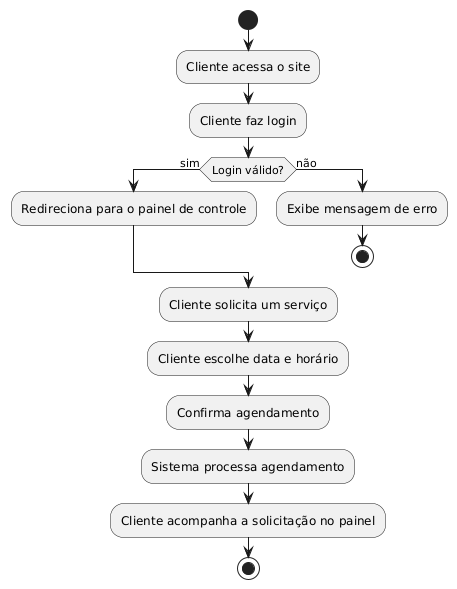 Cliente acessa o site
Cliente faz login
sim
Login válido?
não
Redireciona para o painel de controle
Exibe mensagem de erro
Cliente solicita um serviço
Cliente escolhe data e horário
Confirma agendamento
Sistema processa agendamento
Cliente acompanha a solicitação no painel